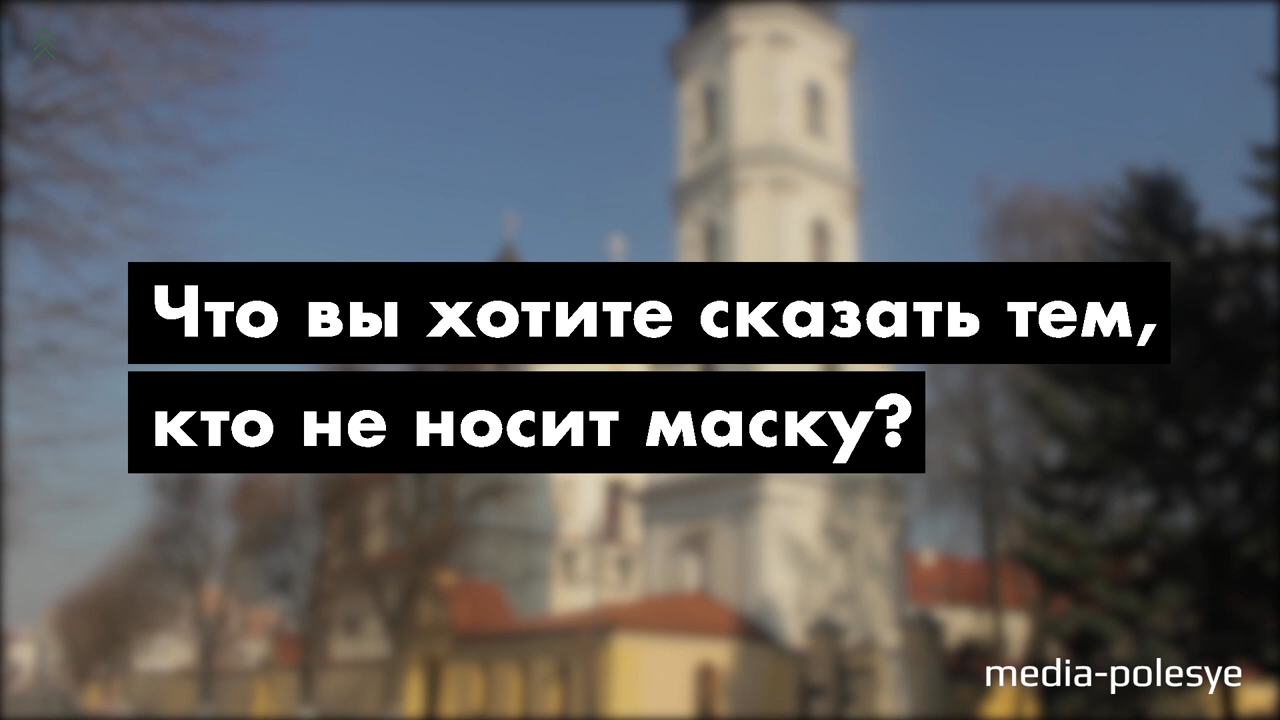 Что вы хотите сказать тем,
кто не носит маску?
media-polesye